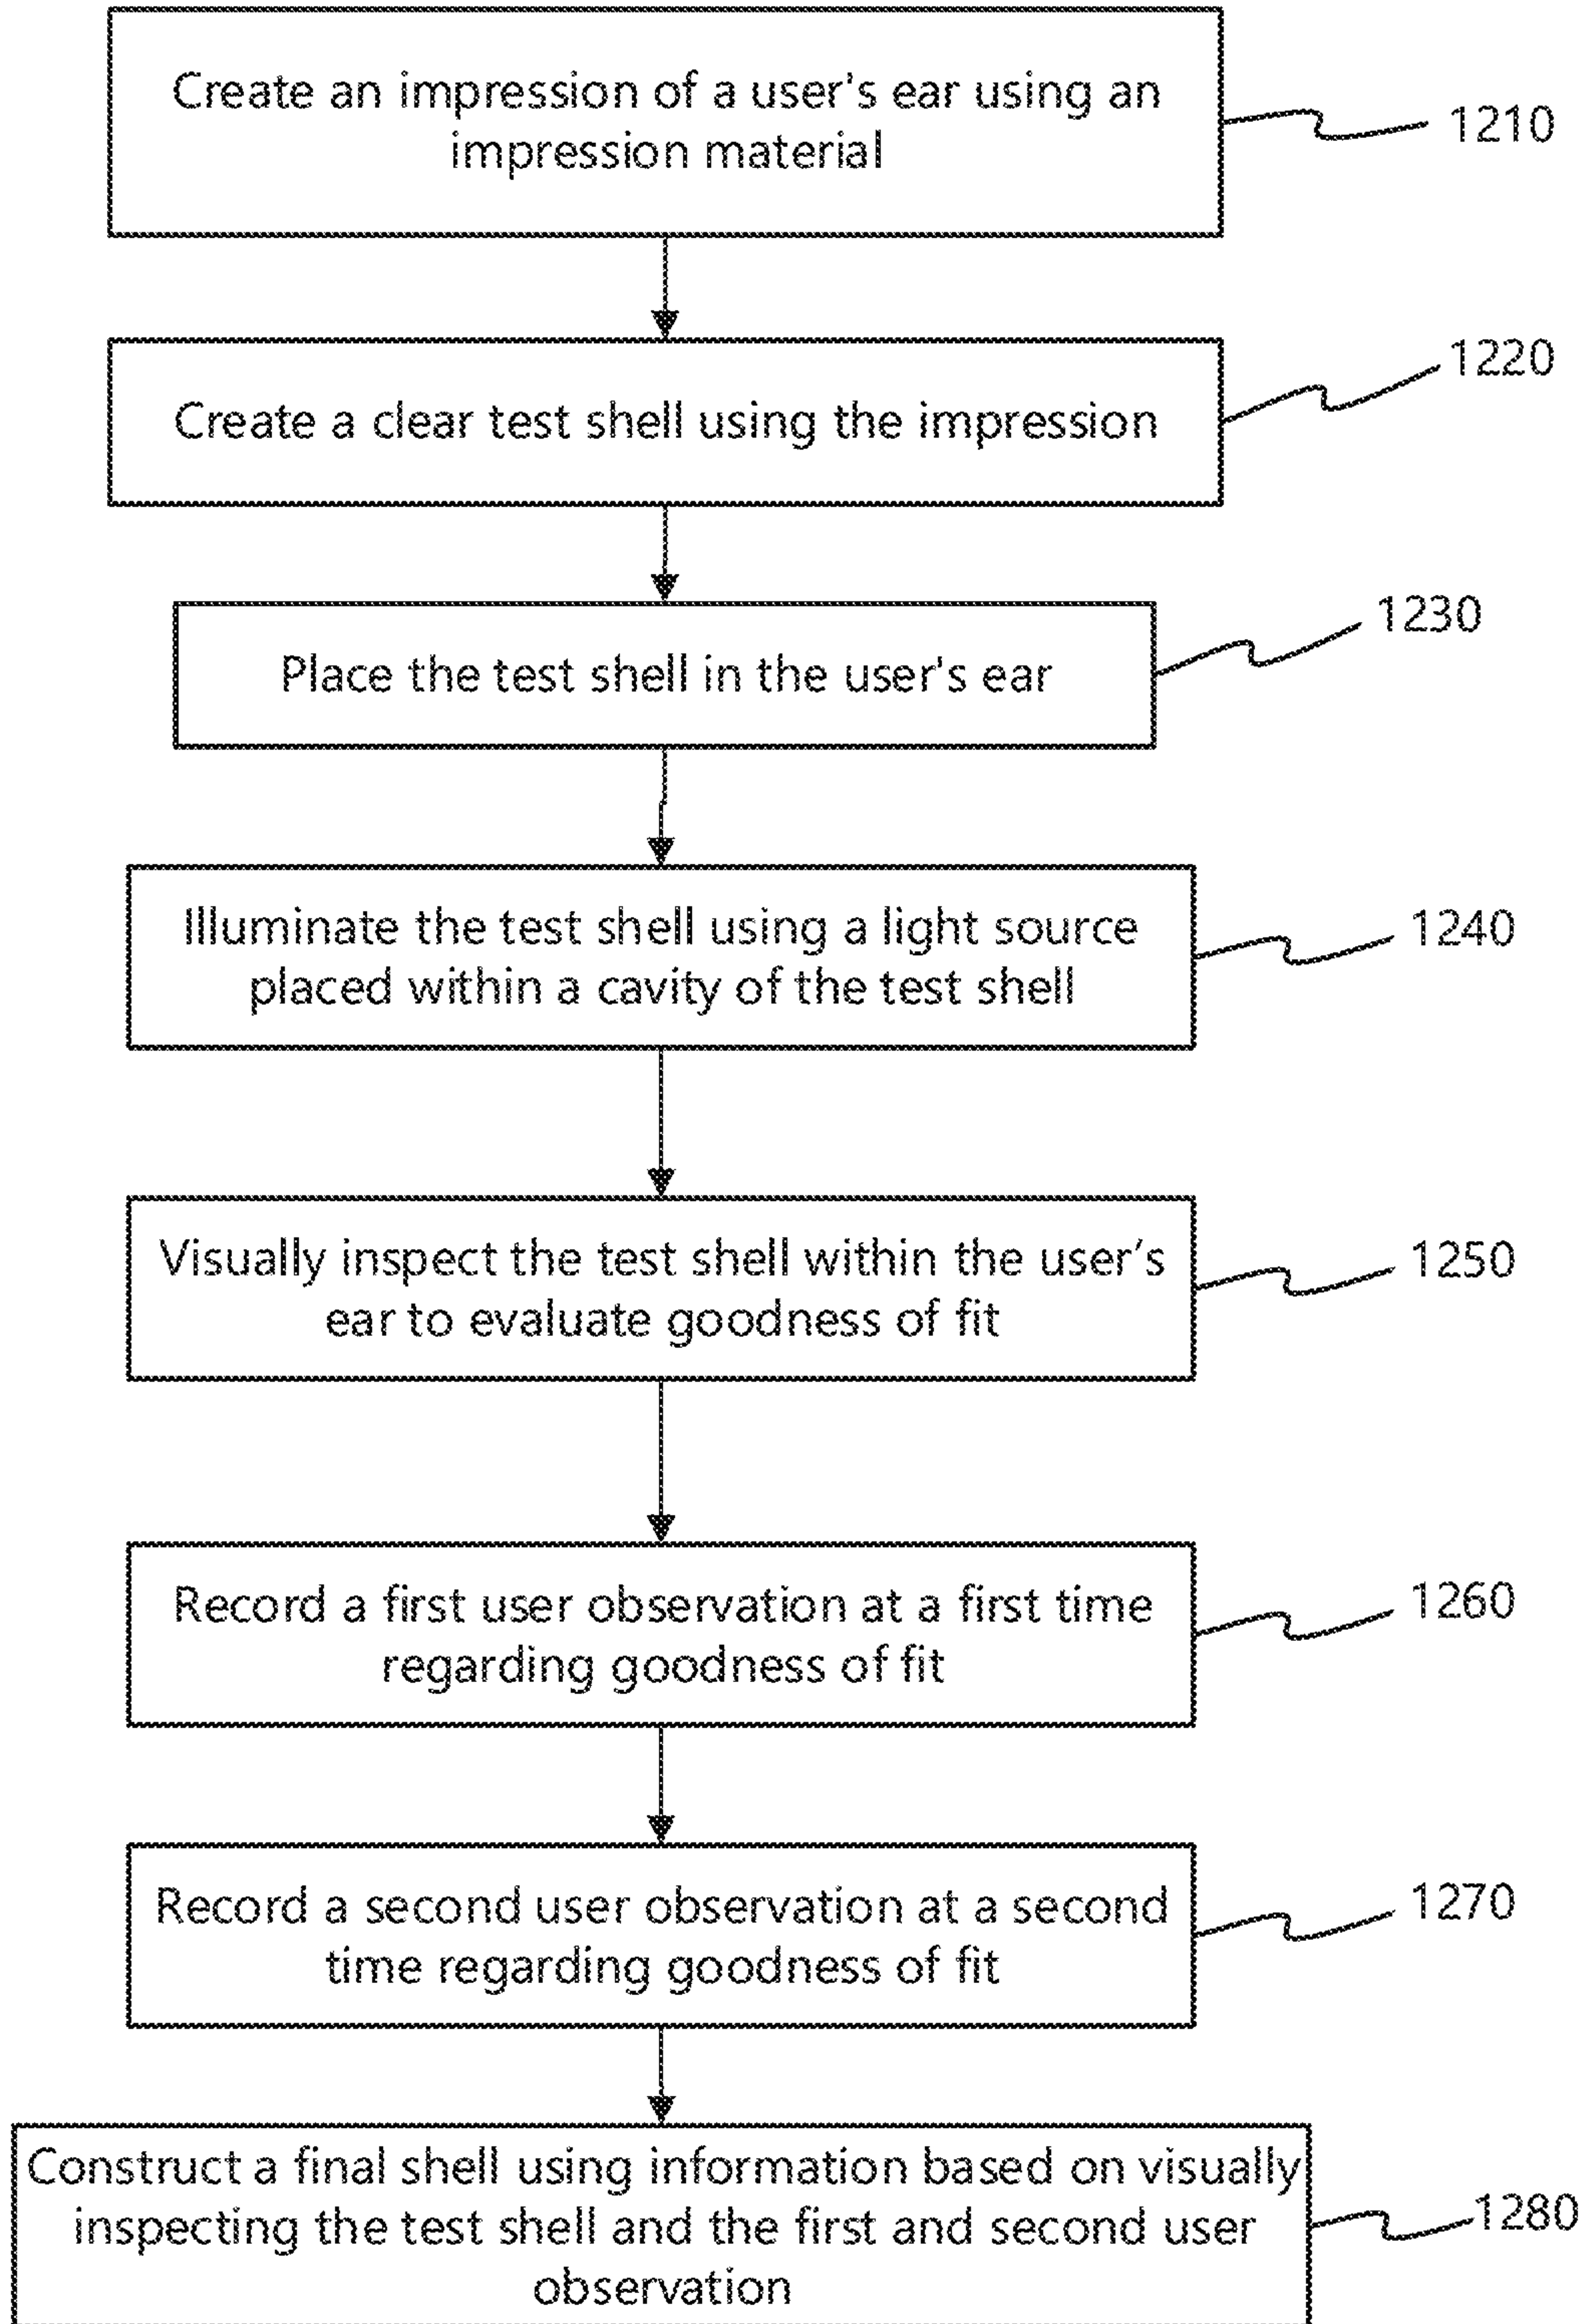 Create an impression of a user's ear using an
impression material
1210
Create a clear test shell using the impression
1220
Place the test shell in the user's ear
1230
Illuminate the test shell using a light source
placed within a cavity of the test shell
1240
Visually inspect the test shell within the user’s
ear to evaluate goodness of fit
1250
Record a first user observation at a first time
regarding goodness of fit
1260
Record a second user observation at a second
time regarding goodness of fit
1270
Construct a final shell using information based on visually
inspecting the test shell and the first and second user
observation
1280